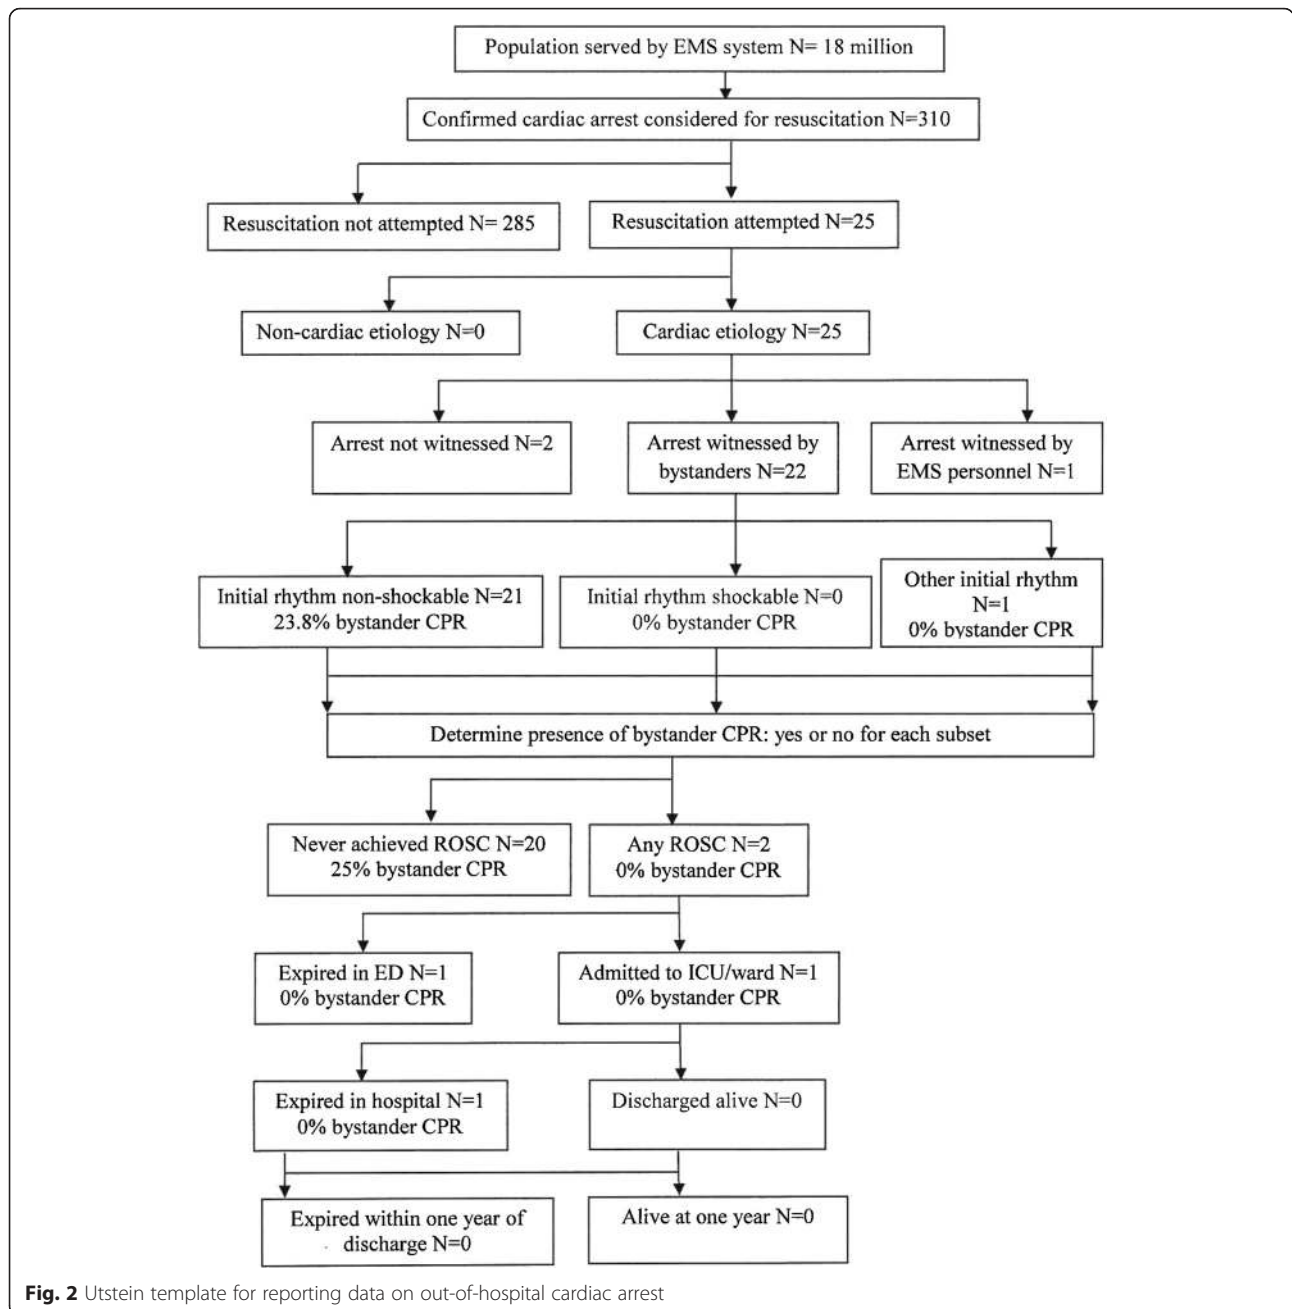 Population served by EMS system N= 18 million
Confirmed cardiac arrest considered for resuscitation N=310
Resuscitation not attempted N= 285
Resuscitation attempted N=25
Non-cardiac etiology N=0
Cardiac etiology N=25
Arrest not witnessed N=2
Arrest witnessed by
bystanders N=22
Arrest witnessed by
EMS personnel N=1
Initial rhythm non-shockable N=21
23.8% bystander CPR
Initial rhythm shockable N=0
0% bystander CPR
Other initial rhythm
N=1
0% bystander CPR
Determine presence of bystander CPR: yes or no for each subset
Never achieved ROSC N=20
25% bystander CPR
Any ROSC N=2
0% bystander CPR
Expired in ED N=1
0% bystander CPR
Admitted to ICU/ward N=1
0% bystander CPR
Expired in hospital N=1
0% bystander CPR
Discharged alive N=0
Expired within one year of
discharge N=0
Alive at one year N=0
Fig. 2 Utstein template for reporting data on out-of-hospital cardiac arrest